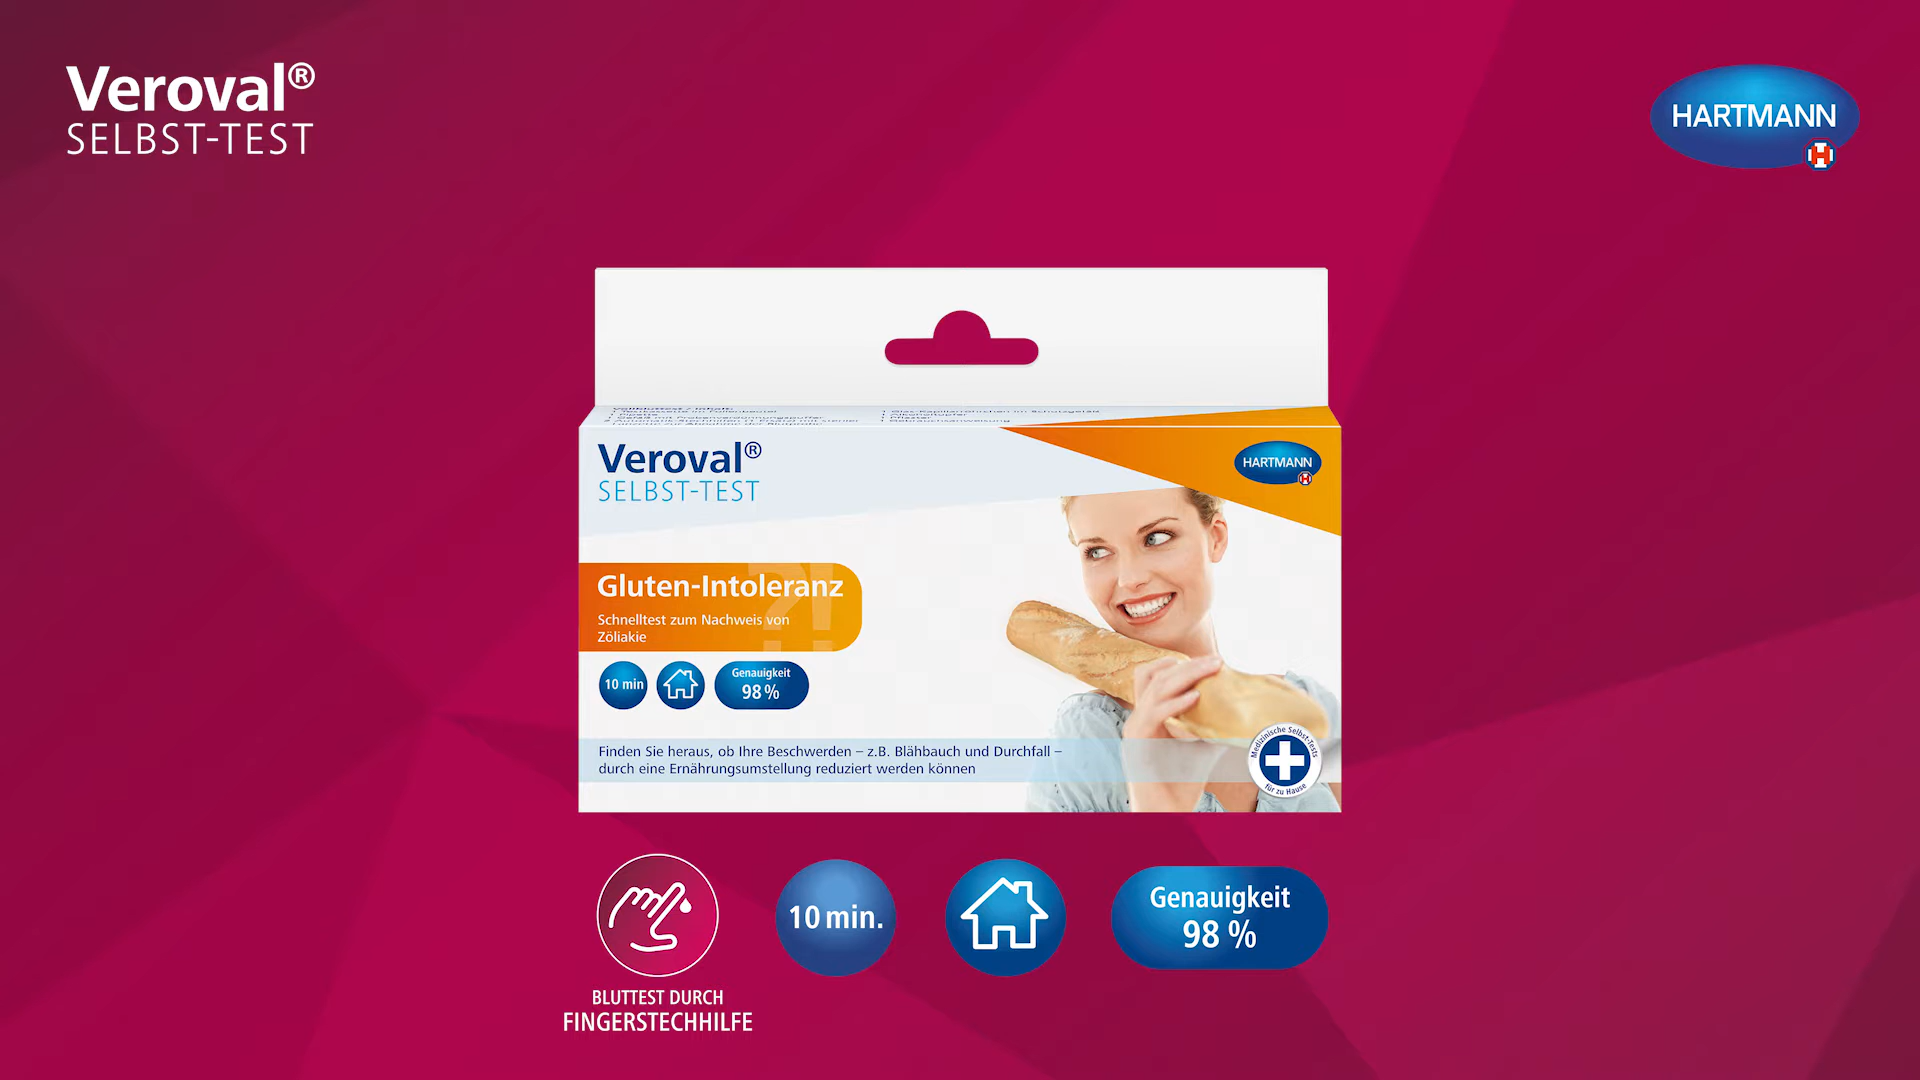 Veroval®
SELBST-TEST
HARTMANN
Veroval®
SELBST-TEST
HARTMANN
Gluten-Intoleranz
Schnelltest zum Nachweis von
Zöliakie
10 min
Genauigkeit
98 %
Finden Sie heraus, ob Ihre Beschwerden – z.B. Blähbauch und Durchfall –
durch eine Ernährungsumstellung reduziert werden können
Medizinische Selbst-Tests
für zu Hause
10 min.
Genauigkeit
98 %
BLUTTEST DURCH
FINGERSTECHHILFE